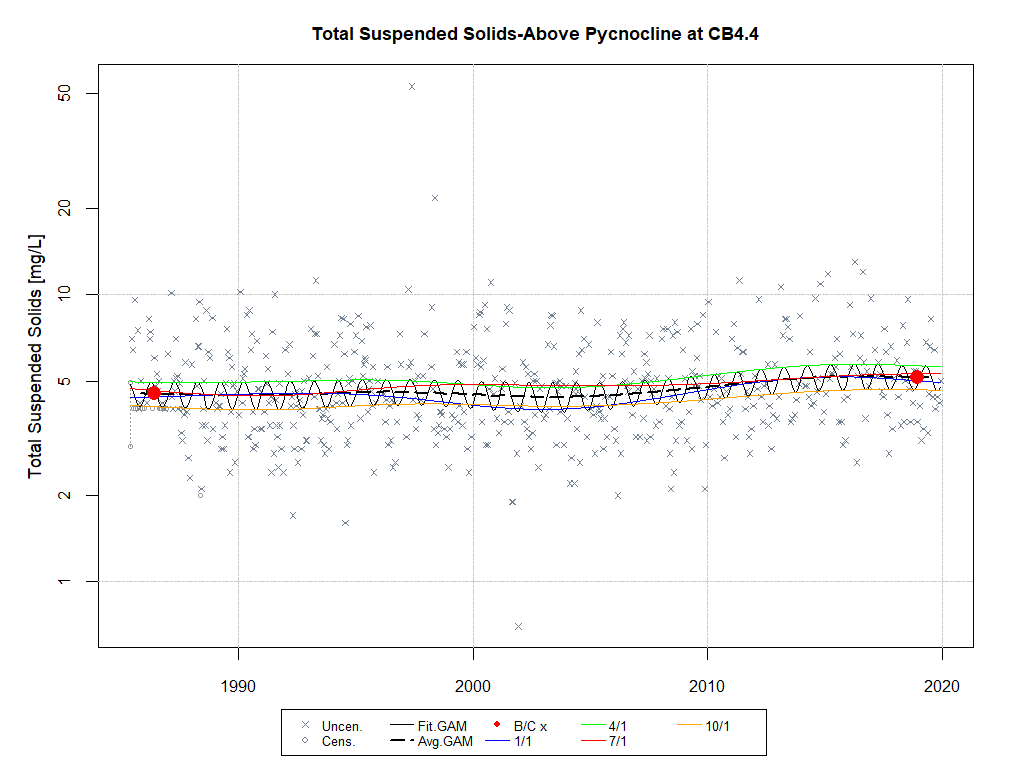 Total Suspended Solids-Above Pycnocline at CB4.4
Total Suspended Solids [mg/L]
50
20
10
5
2
1
1990 2000 2010 2020
Uncen. Fit.GAM B/C x 4/1 10/1
Cens. Avg.GAM 1/1 7/1